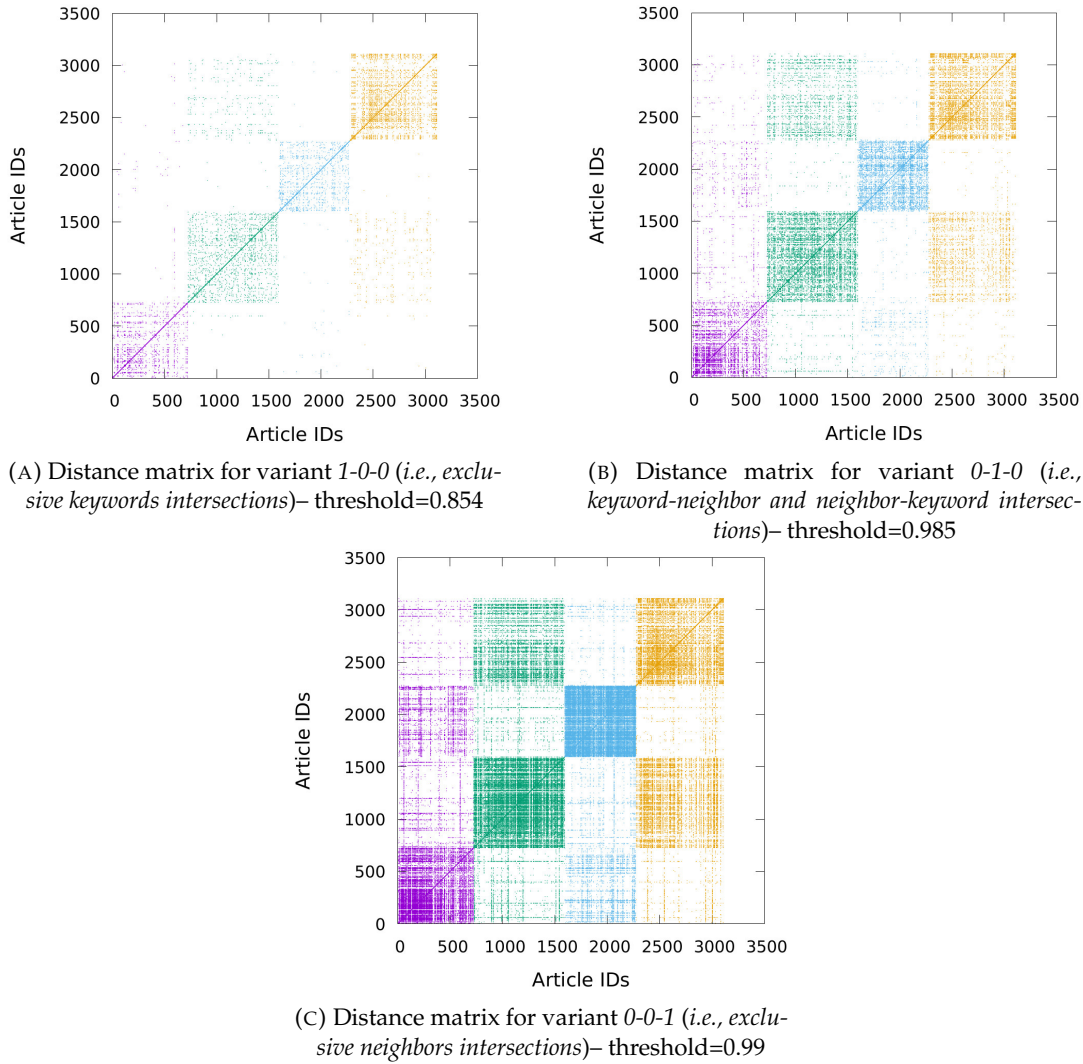 3500
3000
2500
2000
1500
1000
500
0
Article IDs
0 500 1000 1500 2000 2500 3000 3500
Article IDs
(A) Distance matrix for variant 1-0-0 (i.e., exclu-
sive keywords intersections)– threshold=0.854
3500
3000
2500
2000
1500
1000
500
0
Article IDs
0 500 1000 1500 2000 2500 3000 3500
Article IDs
(B) Distance matrix for variant 0-1-0 (i.e.,
keyword-neighbor and neighbor-keyword intersec-
tions)– threshold=0.985
3500
3000
2500
2000
1500
1000
500
0
Article IDs
0 500 1000 1500 2000 2500 3000 3500
Article IDs
(C) Distance matrix for variant 0-0-1 (i.e., exclu-
sive neighbors intersections)– threshold=0.99